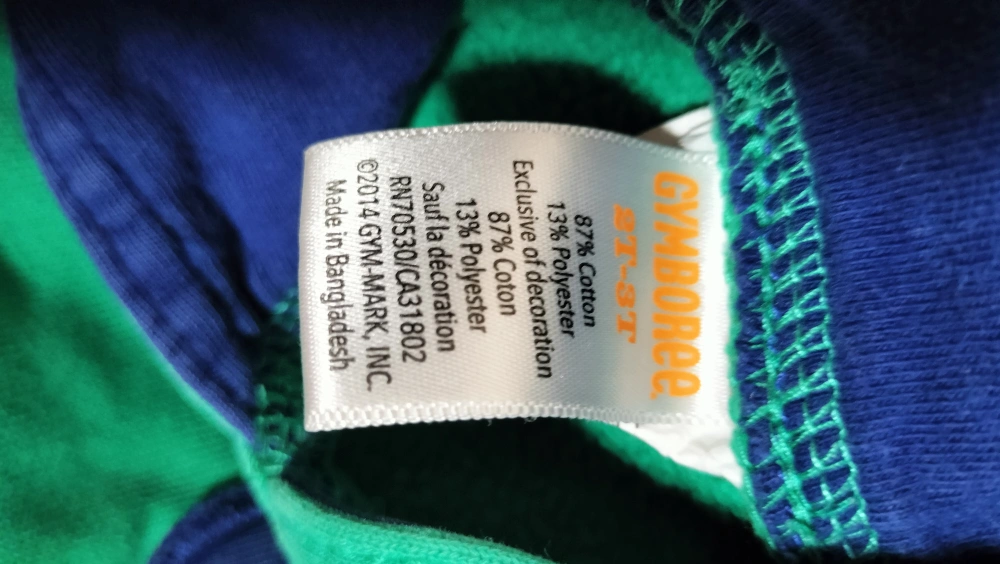 GYMBOREE.
2T-3T
87% Cotton
13% Polyester
Exclusive of decoration
87% Coton
13% Polyester
Sauf la décoration
RN70530/CA31802
©2014 GYM-MARK, INC.
Made in Bangladesh